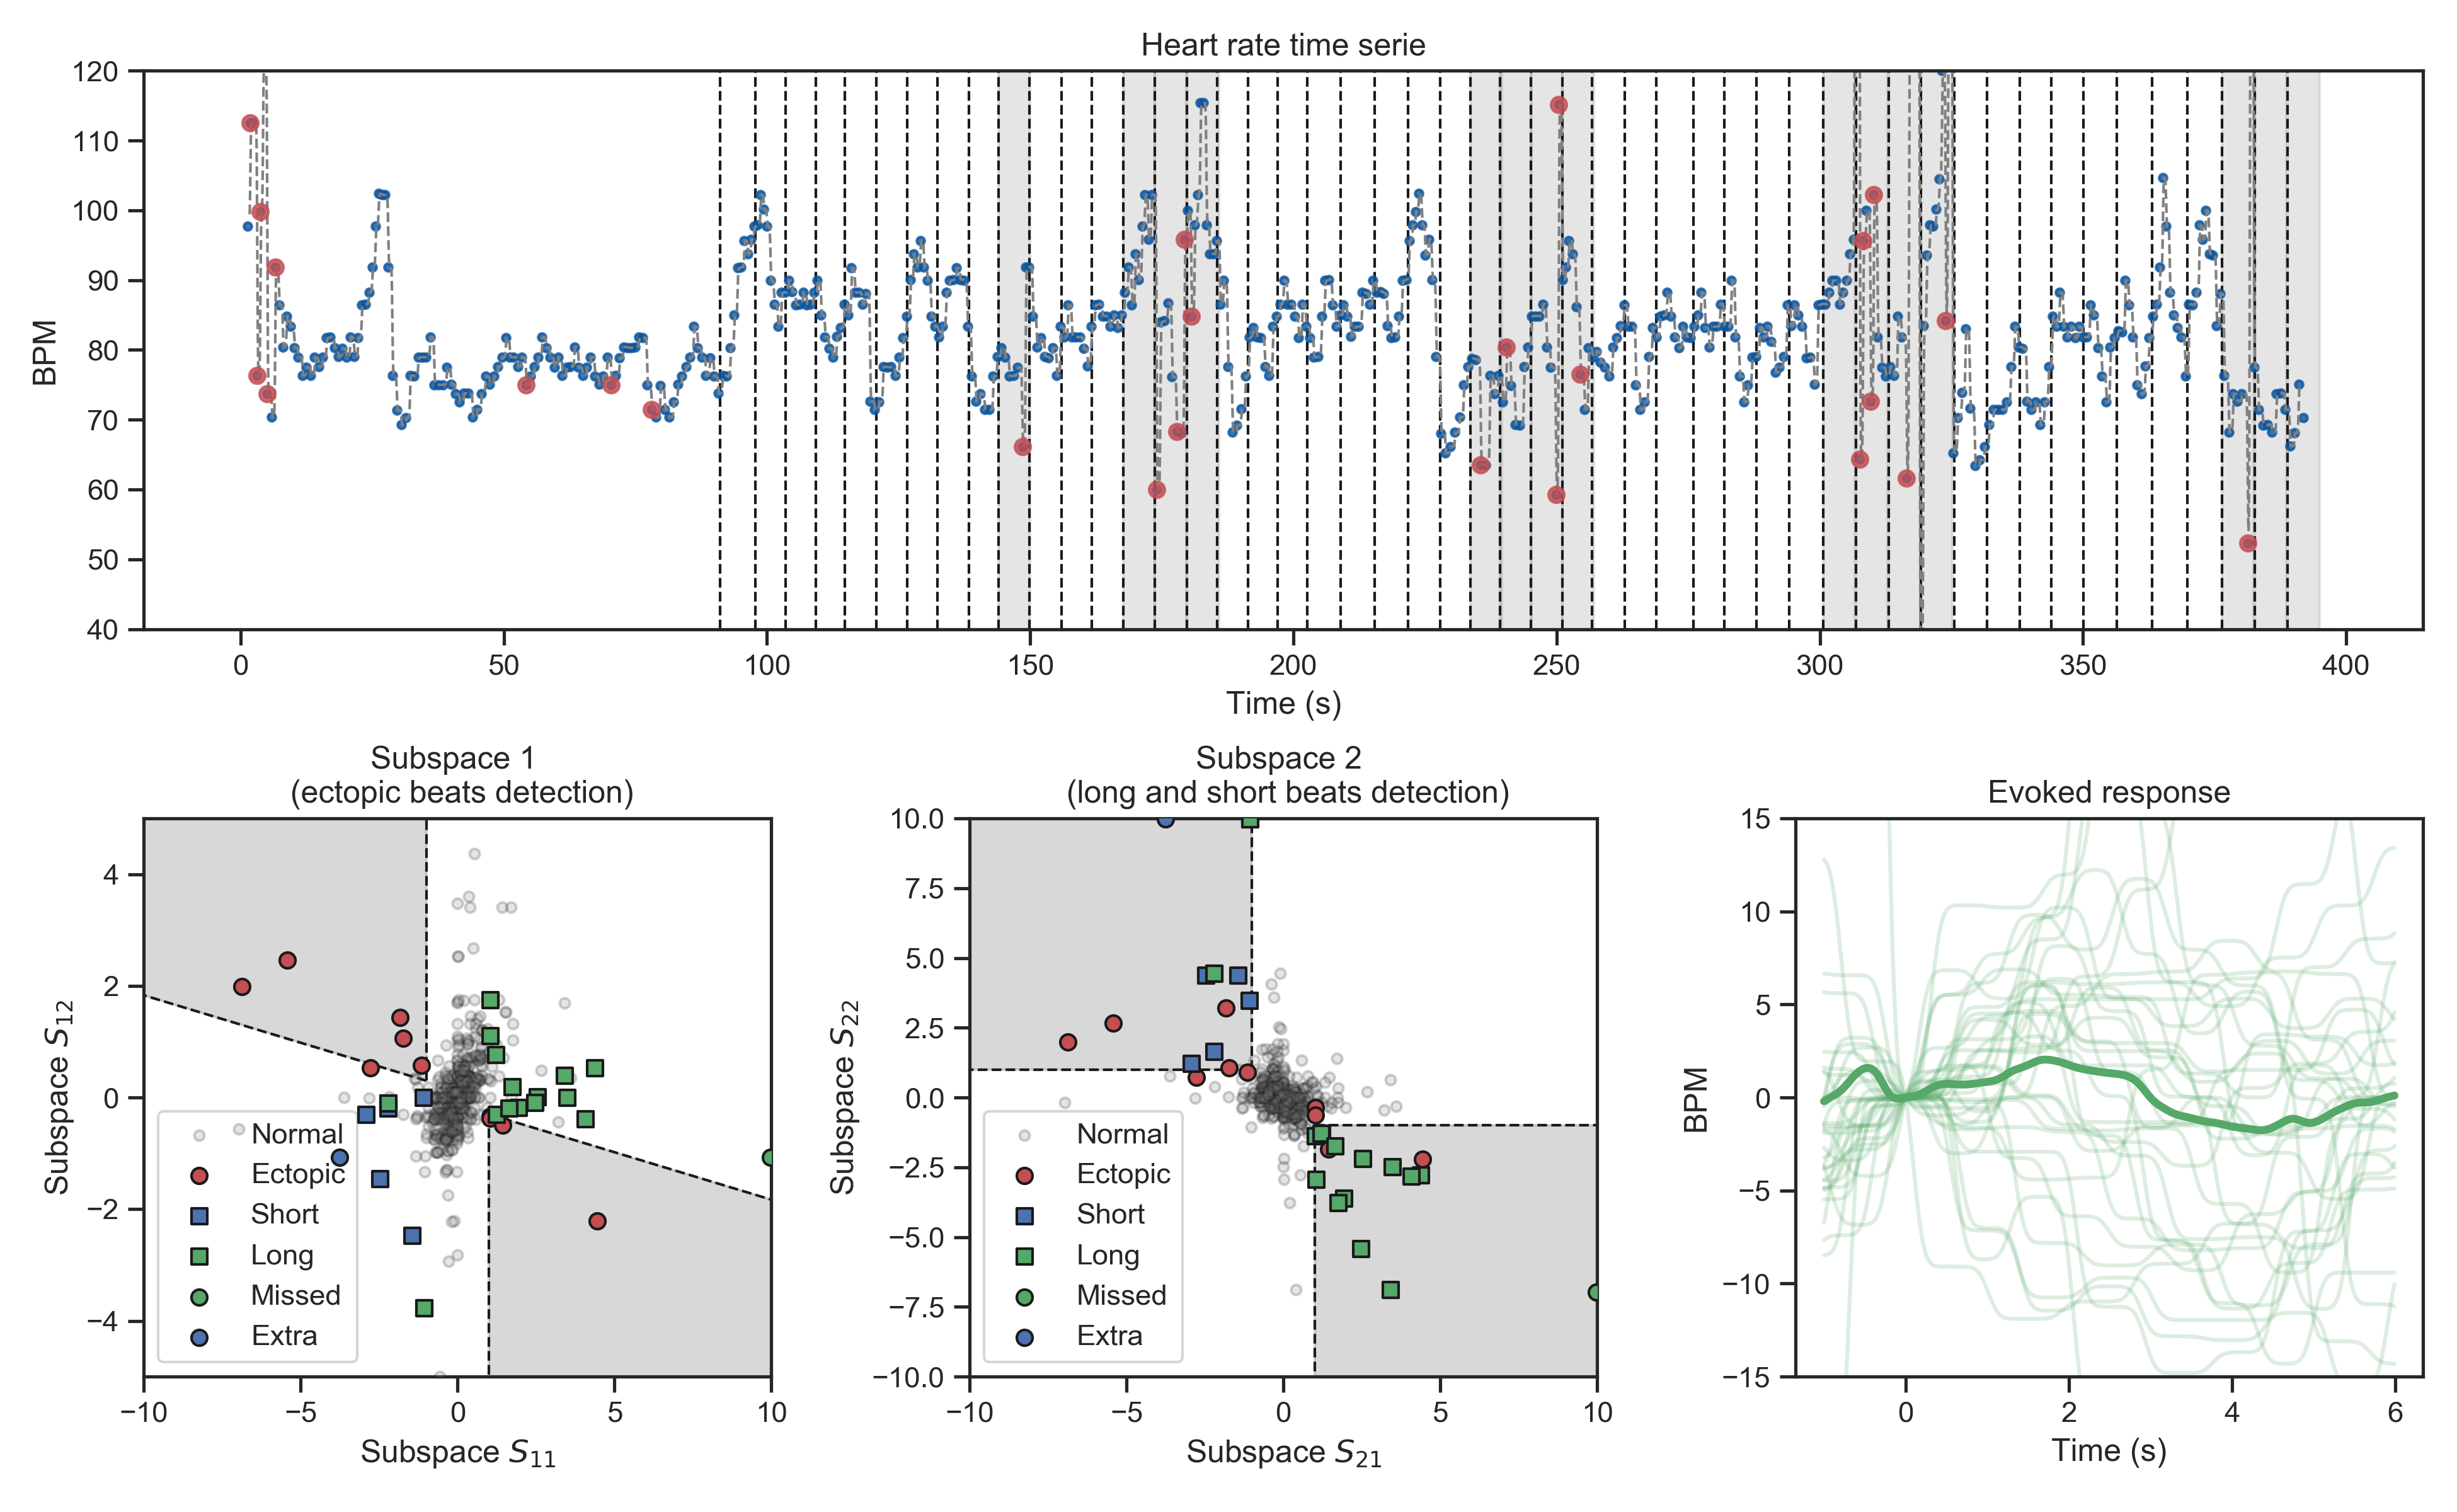 Heart rate time serie
120
110
100
90
80
70
60
50
40
BPM
0 50 100 150 200 250 300 350 400
Time (s)
Subspace 1
(ectopic beats detection)
4
2
0
−2
−4
Subspace S12
Normal
Ectopic
Short
Long
Missed
Extra
−10 −5 0 5 10
Subspace S11
Subspace 2
(long and short beats detection)
10.0
7.5
5.0
2.5
0.0
−2.5
−5.0
−7.5
−10.0
Subspace S22
Normal
Ectopic
Short
Long
Missed
Extra
−10 −5 0 5 10
Subspace S21
Evoked response
15
10
5
0
−5
−10
−15
BPM
0 2 4 6
Time (s)